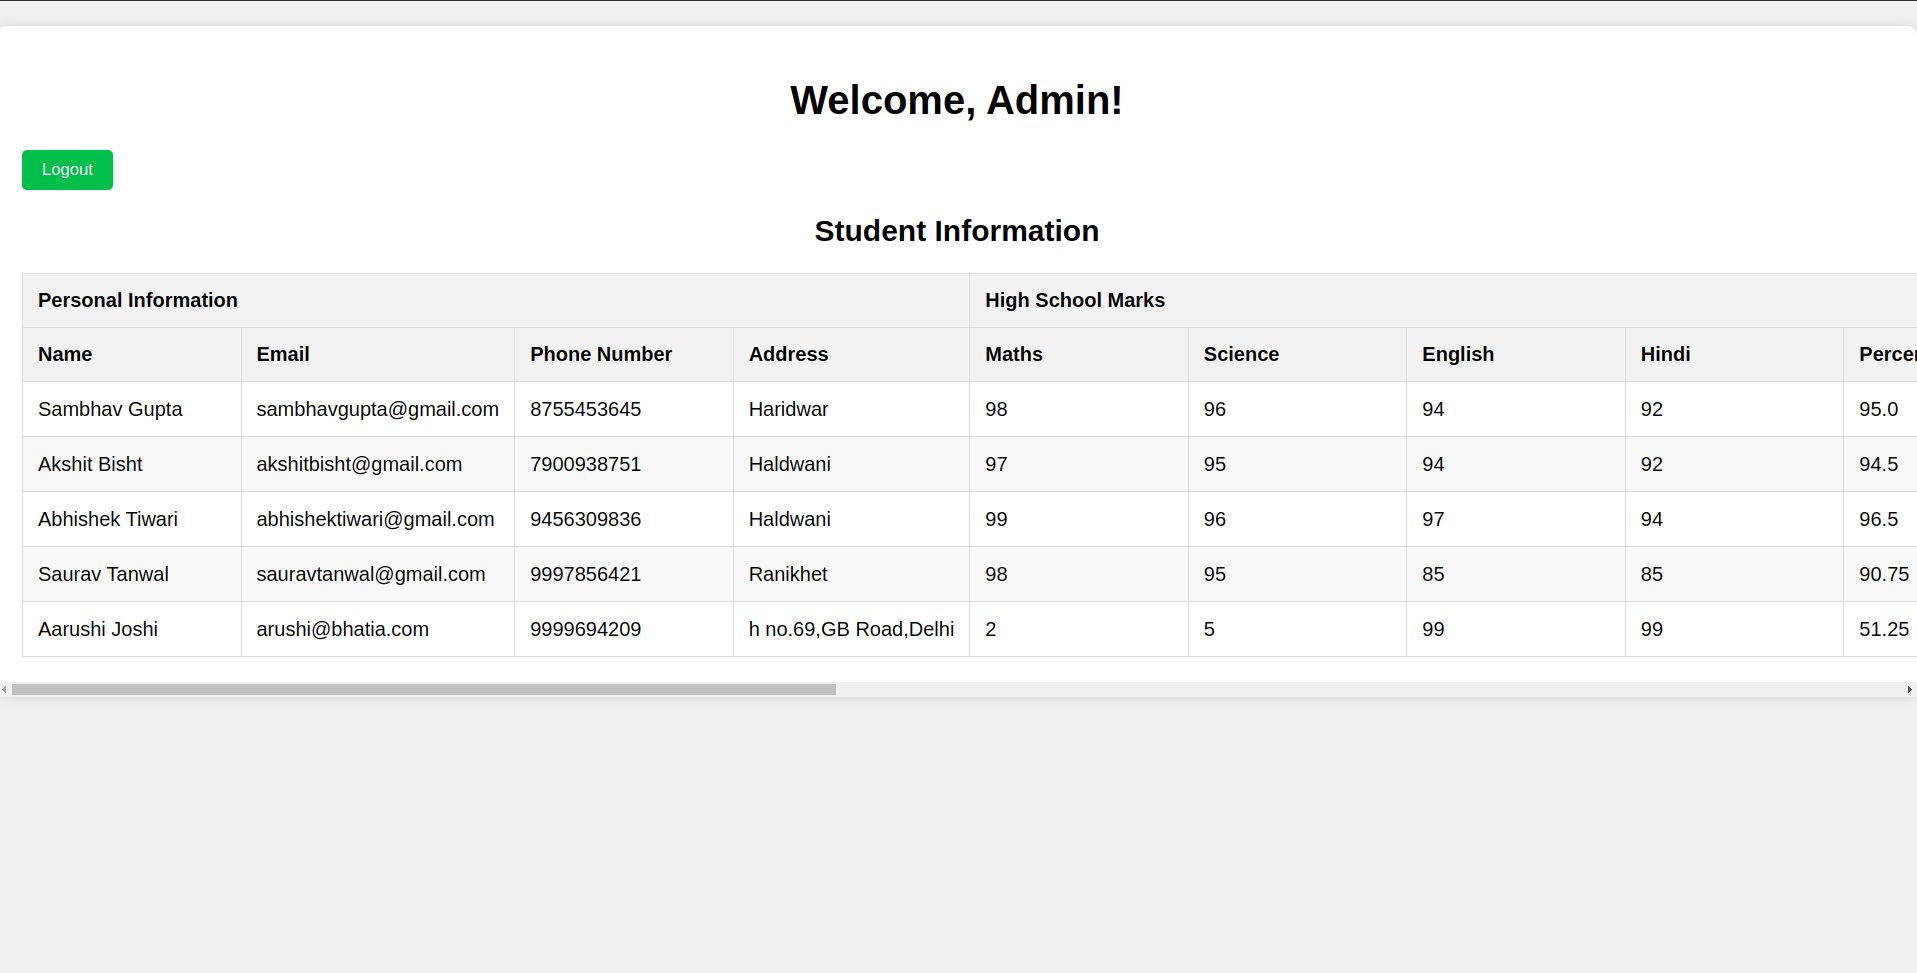 Welcome, Admin!
Logout
Student Information
Personal Information High School Marks
Name Email Phone Number Address Maths Science English Hindi Percen
Sambhav Gupta sambhavgupta@gmail.com 8755453645 Haridwar 98 96 94 92 95.0
Akshit Bisht akshitbisht@gmail.com 7900938751 Haldwani 97 95 94 92 94.5
Abhishek Tiwari abhishektiwari@gmail.com 9456309836 Haldwani 99 96 97 94 96.5
Saurav Tanwal sauravtanwal@gmail.com 9997856421 Ranikhet 98 95 85 85 90.75
Aarushi Joshi arushi@bhatia.com 9999694209 h no.69,GB Road,Delhi 2 5 99 99 51.25